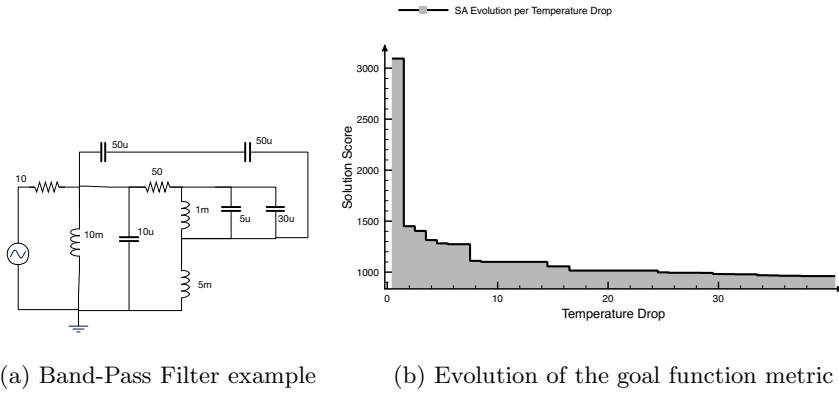 SA Evolution per Temperature Drop
50u
50u
10
50
10m
10u
1m
5u
30u
5m
Solution Score
3000
2500
2000
1500
1000
0
10
20
30
Temperature Drop
(a) Band-Pass Filter example
(b) Evolution of the goal function metric